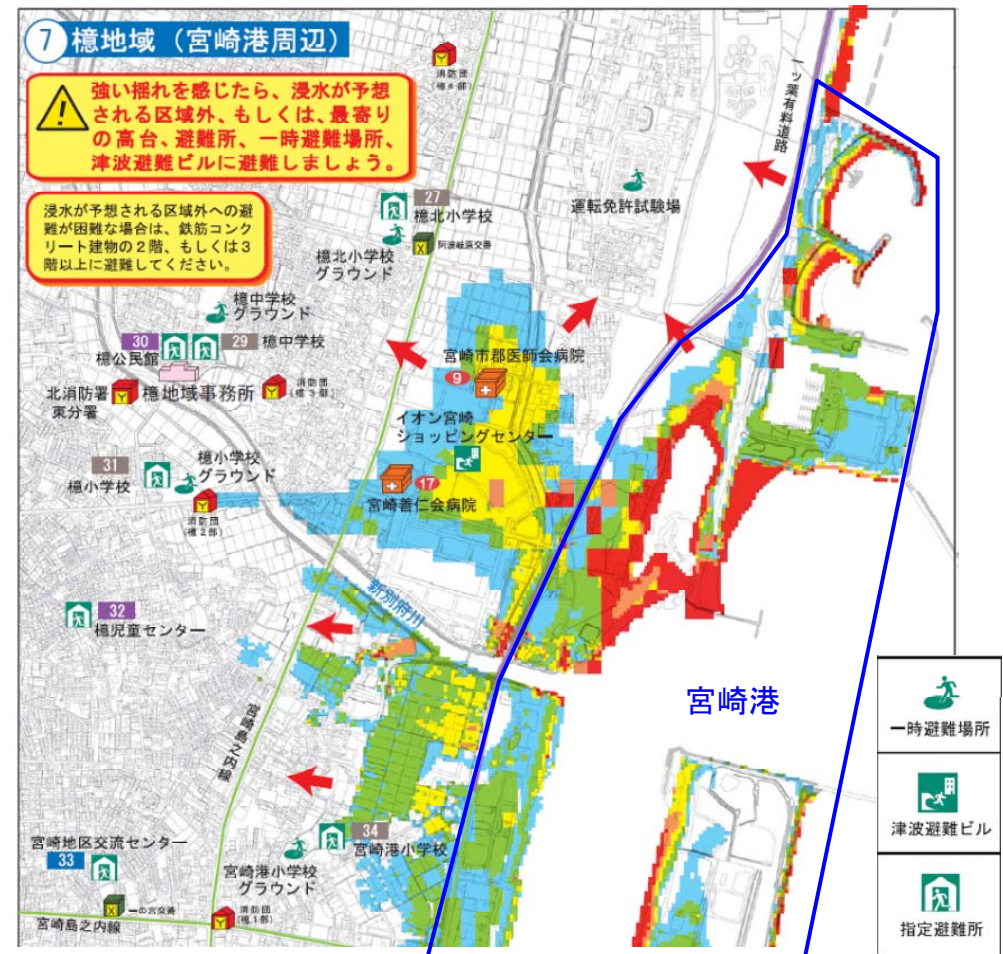 7 檍地域（宮崎港周辺）
強い揺れを感じたら、浸水が予想
される区域外、もしくは、最寄り
の高台、避難所、一時避難場所、
津波避難ビルに避難しましょう。
浸水が予想される区域外への避
難が困難な場合は、鉄筋コンク
リート建物の２階、もしくは３
階以上に避難してください。
消防団
(檍４部)
一ツ葉有料道路
運転免許試験場
27
檍北小学校
檍北小学校
グラウンド
阿波岐原交番
檍中学校
グラウンド
30
檍公民館
29 檍中学校
北消防署
東分署
檍地域事務所
消防団
(檍３部)
宮崎市郡医師会病院
9
イオン宮崎
ショッピングセンター
31
檍小学校
檍小学校
グラウンド
消防団
(檍２部)
17
宮崎善仁会病院
新別府川
32
檍児童センター
宮崎島之内線
宮崎港
一時避難場所
津波避難ビル
指定避難所
宮崎地区交流センター
33
一の宮交番
宮崎島之内線
34
宮崎港小学校
宮崎港小学校
グラウンド
消防団
(檍１部)